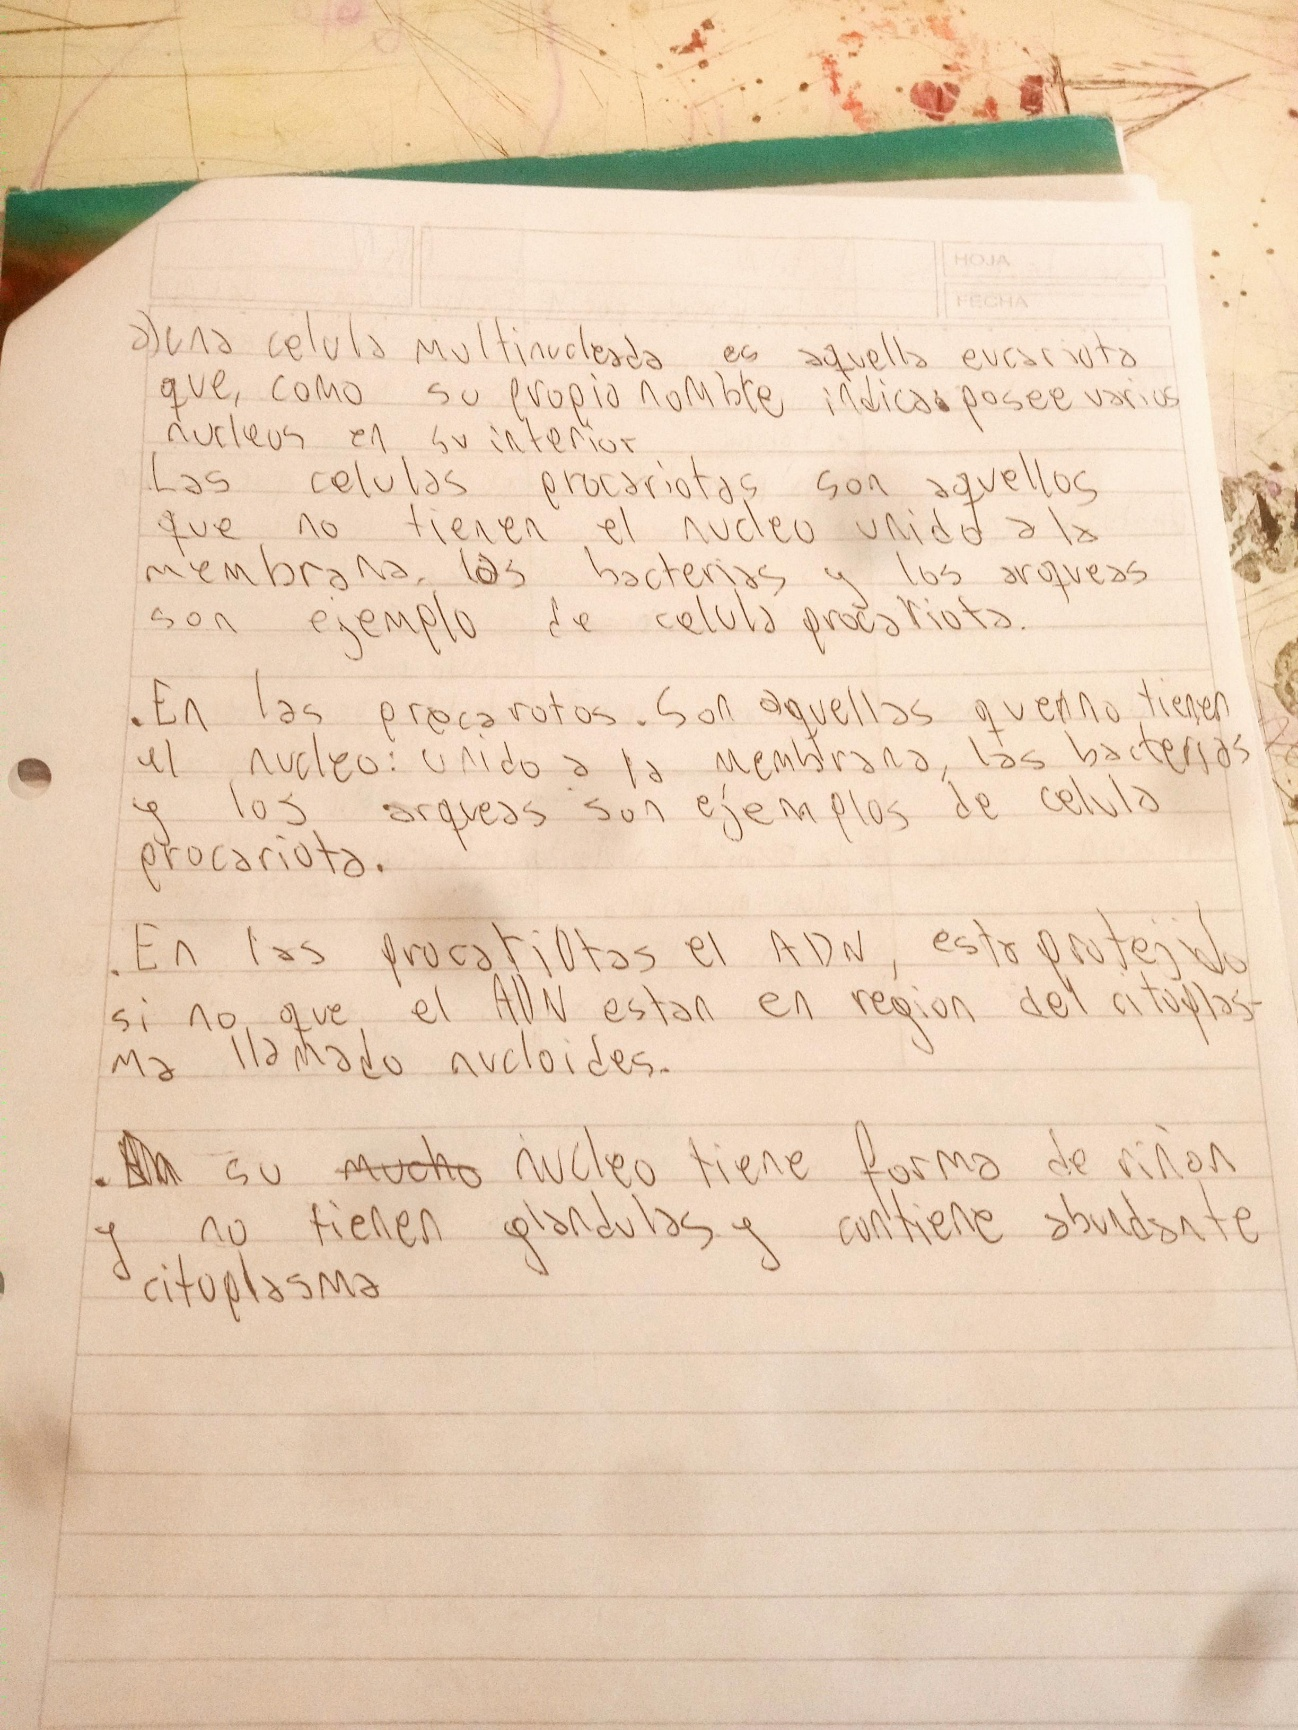 HOJA
FECHA
a) una celula multinucleada es aquella eucariota
que, como su propio nombre indica posee varios
nucleos en su interior
Las celulas procariotas son aquellos
que no tienen el nucleo unido a la
membrana. los bacterias y los arqueas
son ejemplo de celula procariota.
.En las procarotos. Son aquellas que no tienen
el nucleo: unido a la membrana, las bacterias
y los arqueas son ejemplos de celula
procariota.
.En las procariotas el ADN, esta protejido
si no que el ADN estan en region del citoplas-
ma llamado nucloides.
. su mucho nucleo tiene forma de riñon
y no tienen glandulas y contiene abundante
citoplasma